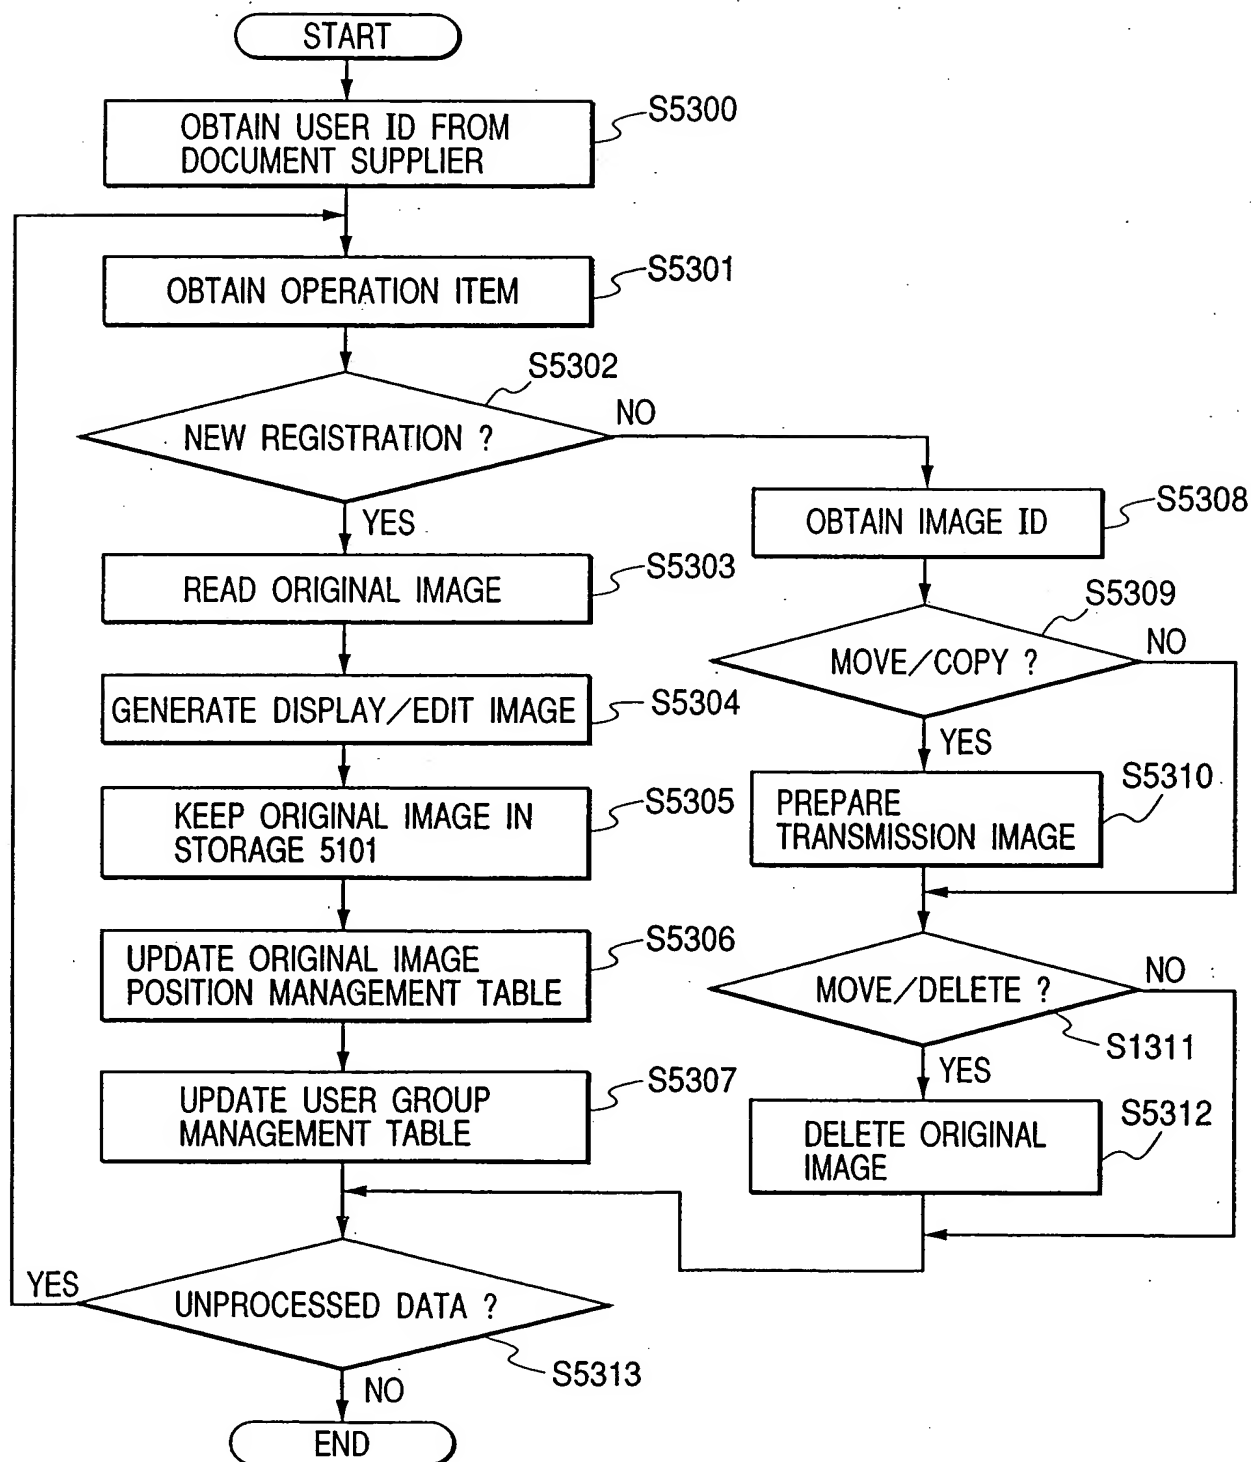 START
OBTAIN USER ID FROM
DOCUMENT SUPPLIER
S5300
OBTAIN OPERATION ITEM
S5301
NEW REGISTRATION ?
S5302
NO
YES
READ ORIGINAL IMAGE
S5303
GENERATE DISPLAY/EDIT IMAGE
S5304
KEEP ORIGINAL IMAGE IN
STORAGE 5101
S5305
UPDATE ORIGINAL IMAGE
POSITION MANAGEMENT TABLE
S5306
UPDATE USER GROUP
MANAGEMENT TABLE
S5307
OBTAIN IMAGE ID
S5308
MOVE/COPY ?
S5309
NO
YES
PREPARE
TRANSMISSION IMAGE
S5310
MOVE/DELETE ?
NO
S1311
YES
DELETE ORIGINAL
IMAGE
S5312
YES
UNPROCESSED DATA ?
S5313
NO
END